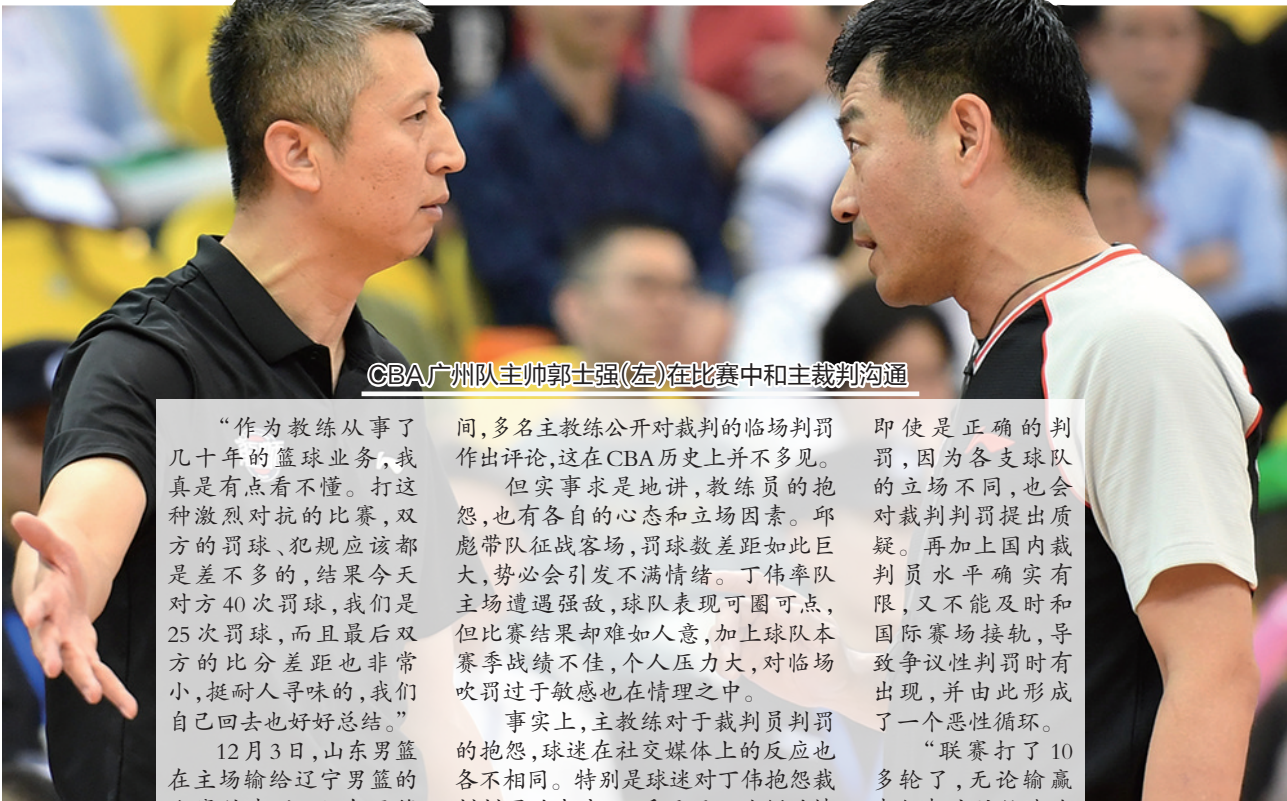 CBA广州队主帅郭士强(左)在比赛中和主裁判沟通
“作为教练从事了
几十年的篮球业务,我
真是有点看不懂。打这
种激烈对抗的比赛,双
方的罚球、犯规应该都
是差不多的,结果今天
对方40次罚球,我们是
25次罚球,而且最后双
方的比分差距也非常
小,挺耐人寻味的,我们
自己回去也好好总结。”
12月3日,山东男篮
在主场输给辽宁男篮的
间,多名主教练公开对裁判的临场判罚
作出评论,这在CBA历史上并不多见。
但实事求是地讲,教练员的抱
怨,也有各自的心态和立场因素。邱
彪带队征战客场,罚球数差距如此巨
大,势必会引发不满情绪。丁伟率队
主场遭遇强敌,球队表现可圈可点,
但比赛结果却难如人意,加上球队本
赛季战绩不佳,个人压力大,对临场
吹罚过于敏感也在情理之中。
事实上,主教练对于裁判员判罚
的抱怨,球迷在社交媒体上的反应也
各不相同。特别是球迷对丁伟抱怨裁
即使是正确的判
罚,因为各支球队
的立场不同,也会
对裁判判罚提出质
疑。再加上国内裁
判员水平确实有
限,又不能及时和
国际赛场接轨,导
致争议性判罚时有
出现,并由此形成
了一个恶性循环。
“联赛打了10
多轮了,无论输赢